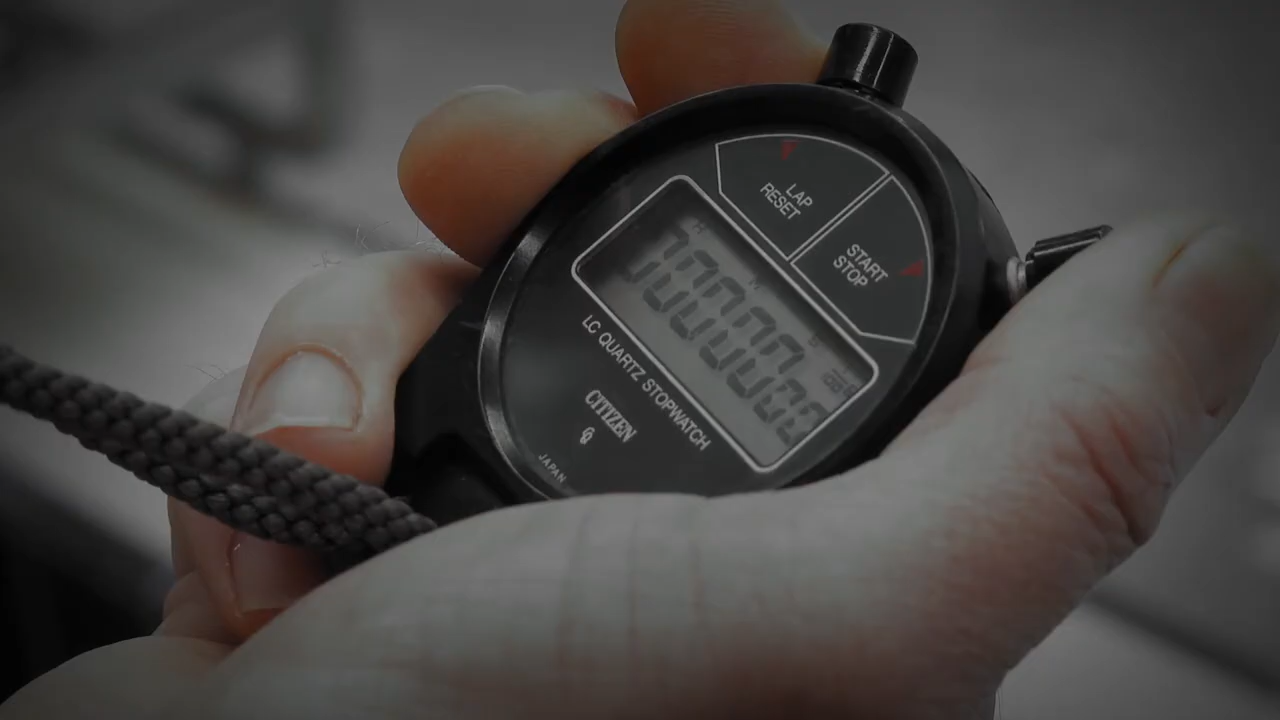 LAP
RESET
START
STOP
H
M
S
LC QUARTZ STOPWATCH
CITIZEN
JAPAN